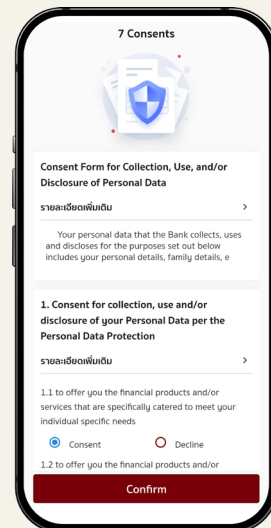 7 Consents
Consent Form for Collection, Use, and/or
Disclosure of Personal Data
รายละเอียดเพิ่มเติม
Your personal data that the Bank collects, uses
and discloses for the purposes set out below
includes your personal details, family details, e
1. Consent for collection, use and/or
disclosure of your Personal Data per the
Personal Data Protection
รายละเอียดเพิ่มเติม
1.1 to offer you the financial products and/or
services that are specifically catered to meet your
individual specific needs
Consent Decline
1.2 to offer you the financial products and/or
Confirm